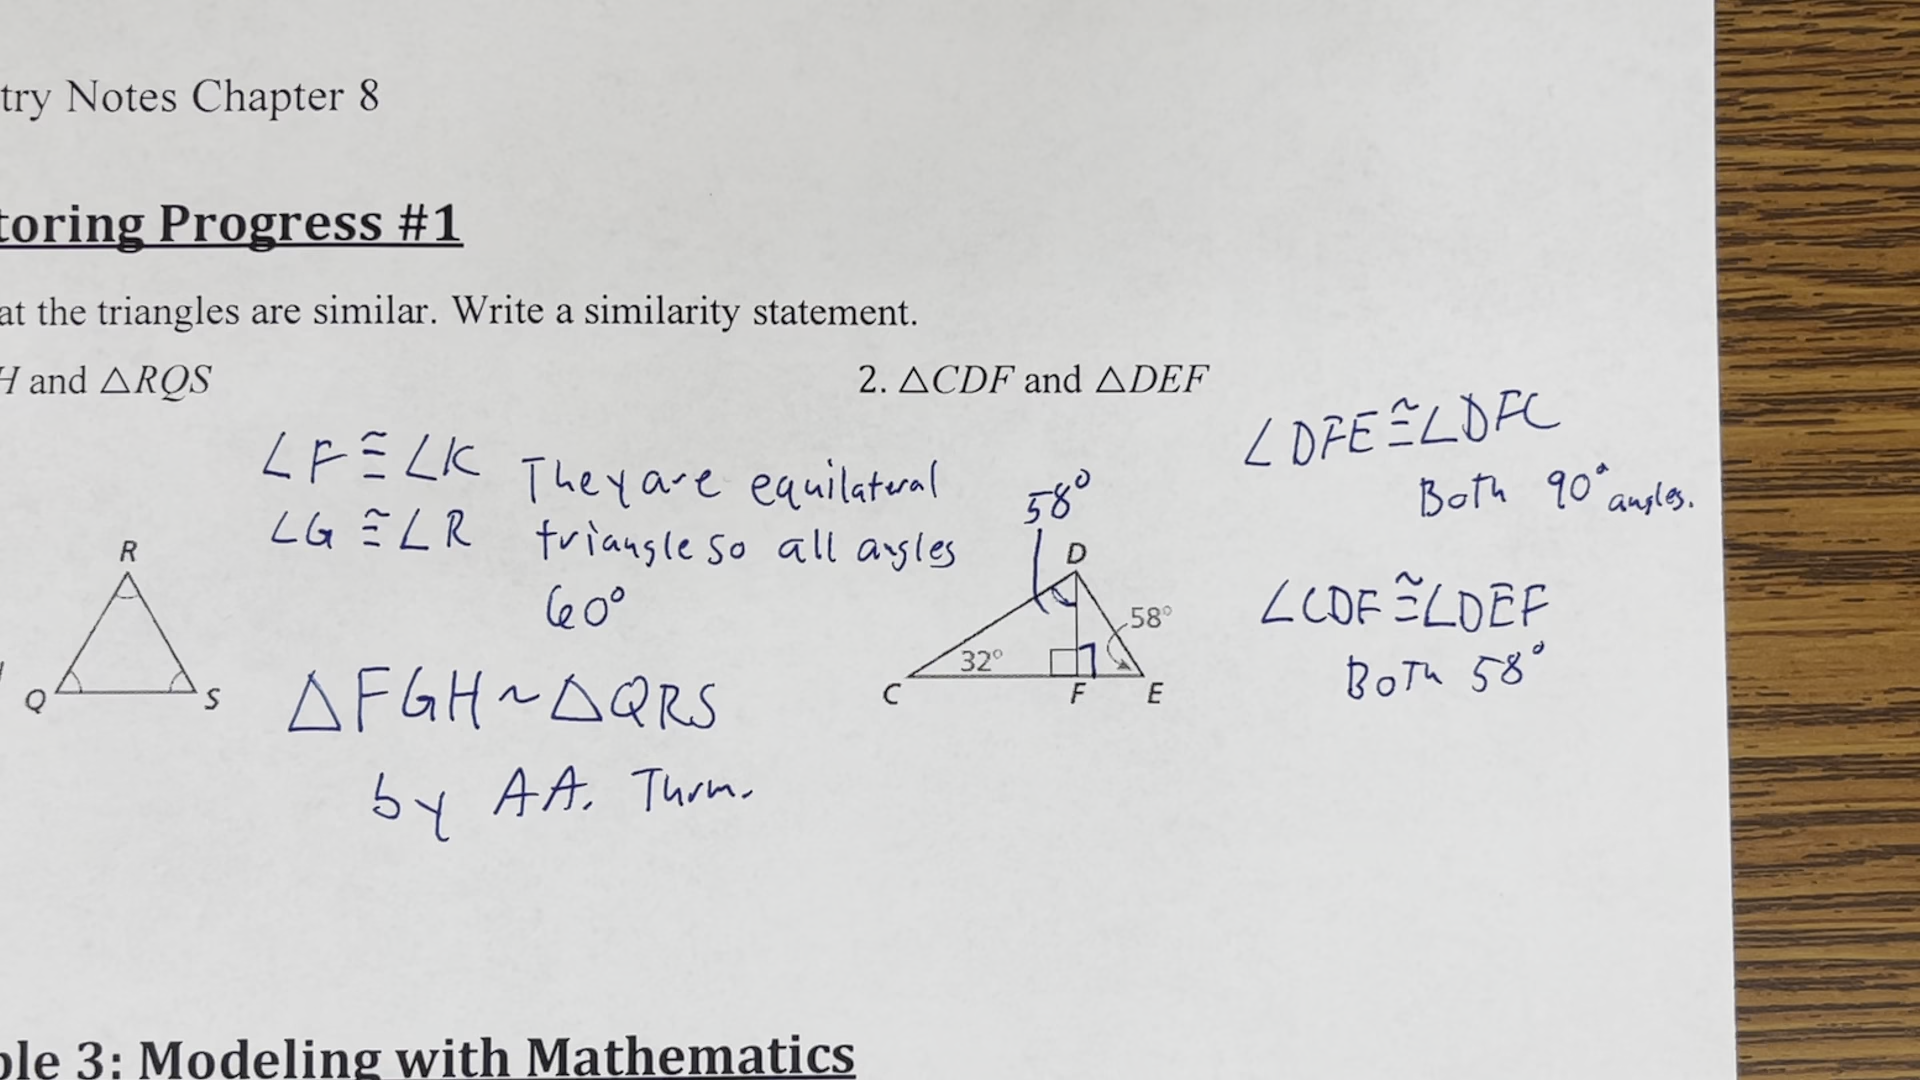 try Notes Chapter 8
toring Progress #1
at the triangles are similar. Write a similarity statement.
H and △RQS
2. △CDF and △DEF
∠F ≅ ∠K
∠G ≅ ∠R
They are equilateral
triangle so all angles
60°
△FGH ~ △QRS
by AA. Thrm.
R
Q
S
58°
D
58°
32°
C
F
E
∠DFE ≅ ∠DFC
Both 90° angles.
∠CDF ≅ ∠DEF
Both 58°
ple 3: Modeling with Mathematics